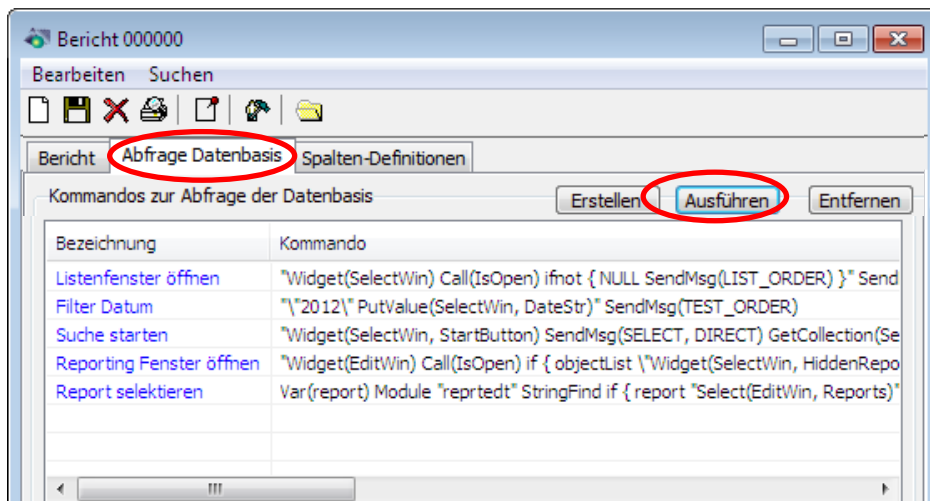 Bericht 000000
Bearbeiten Suchen
Bericht Abfrage Datenbasis Spalten-Definitionen
Kommandos zur Abfrage der Datenbasis Erstellen Ausführen Entfernen
Bezeichnung Kommando
Listenfenster öffnen "Widget(SelectWin) Call(IsOpen) ifnot { NULL SendMsg(LIST_ORDER) }" Send
Filter Datum "\"2012\" PutValue(SelectWin, DateStr)" SendMsg(TEST_ORDER)
Suche starten "Widget(SelectWin, StartButton) SendMsg(SELECT, DIRECT) GetCollection(Se
Reporting Fenster öffnen "Widget(EditWin) Call(IsOpen) if { objectList \"Widget(SelectWin, HiddenRepo
Report selektieren Var(report) Module "reprtedt" StringFind if { report "Select(EditWin, Reports)"